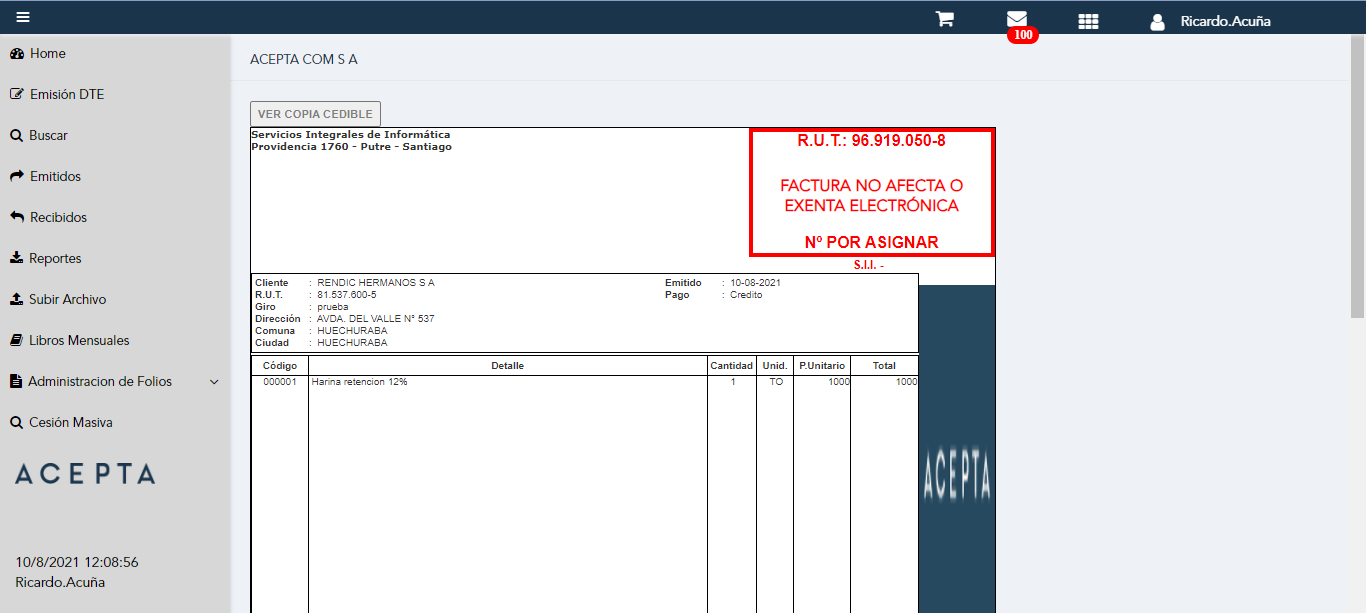 Ricardo.Acuña
100
Home
Emisión DTE
Buscar
Emitidos
Recibidos
Reportes
Subir Archivo
Libros Mensuales
Administracion de Folios
Cesión Masiva
ACEPTA
10/8/2021 12:08:56
Ricardo.Acuña
ACEPTA COM S A
VER COPIA CEDIBLE
Servicios Integrales de Informática
Providencia 1760 - Putre - Santiago
R.U.T.: 96.919.050-8
FACTURA NO AFECTA O
EXENTA ELECTRÓNICA
Nº POR ASIGNAR
S.I.I. -
Cliente : RENDIC HERMANOS S A Emitido : 10-08-2021
R.U.T. : 81.537.600-5 Pago : Credito
Giro : prueba
Dirección : AVDA. DEL VALLE N° 537
Comuna : HUECHURABA
Ciudad : HUECHURABA
Código Detalle Cantidad Unid. P.Unitario Total
000001 Harina retencion 12% 1 TO 1000 1000
ACEPTA